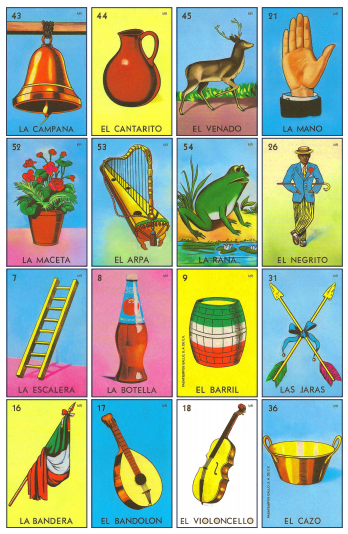 43
LA CAMPANA
44
EL CANTARITO
45
EL VENADO
21
LA MANO
52
LA MACETA
53
EL ARPA
54
LA RANA
26
EL NEGRITO
7
LA ESCALERA
8
LA BOTELLA
9
EL BARRIL
31
LAS JARAS
16
LA BANDERA
17
EL BANDOLON
18
EL VIOLONCELLO
36
EL CAZO